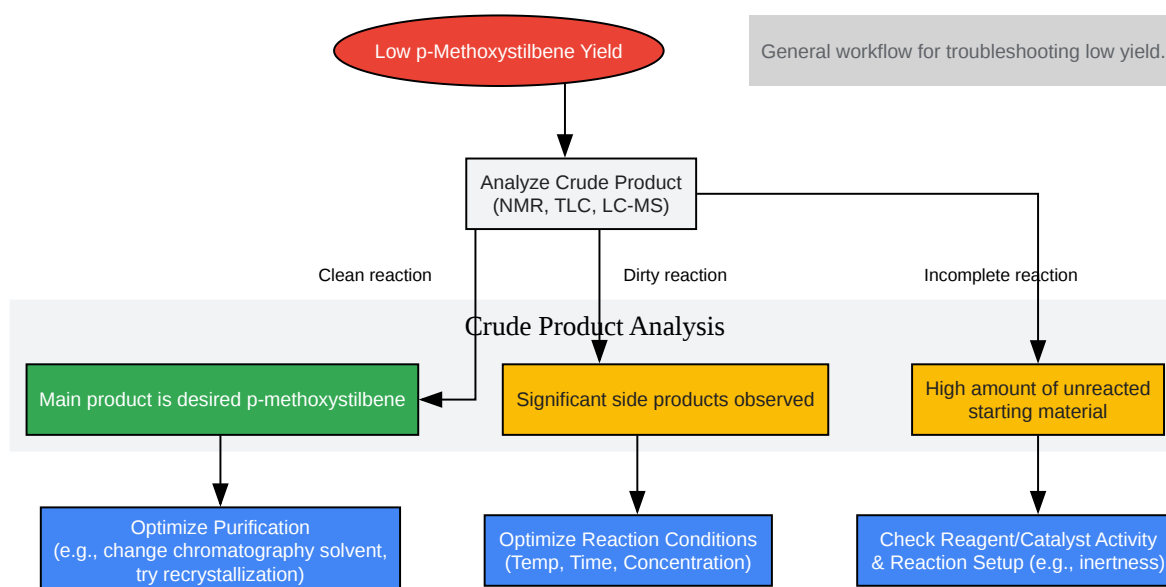 Low p-Methoxystilbene Yield
General workflow for troubleshooting low yield.
Analyze Crude Product
(NMR, TLC, LC-MS)
Clean reaction
Dirty reaction
Incomplete reaction
Crude Product Analysis
Main product is desired p-methoxystilbene
Significant side products observed
High amount of unreacted
starting material
Optimize Purification
(e.g., change chromatography solvent,
try recrystallization)
Optimize Reaction Conditions
(Temp, Time, Concentration)
Check Reagent/Catalyst Activity
& Reaction Setup (e.g., inertness)